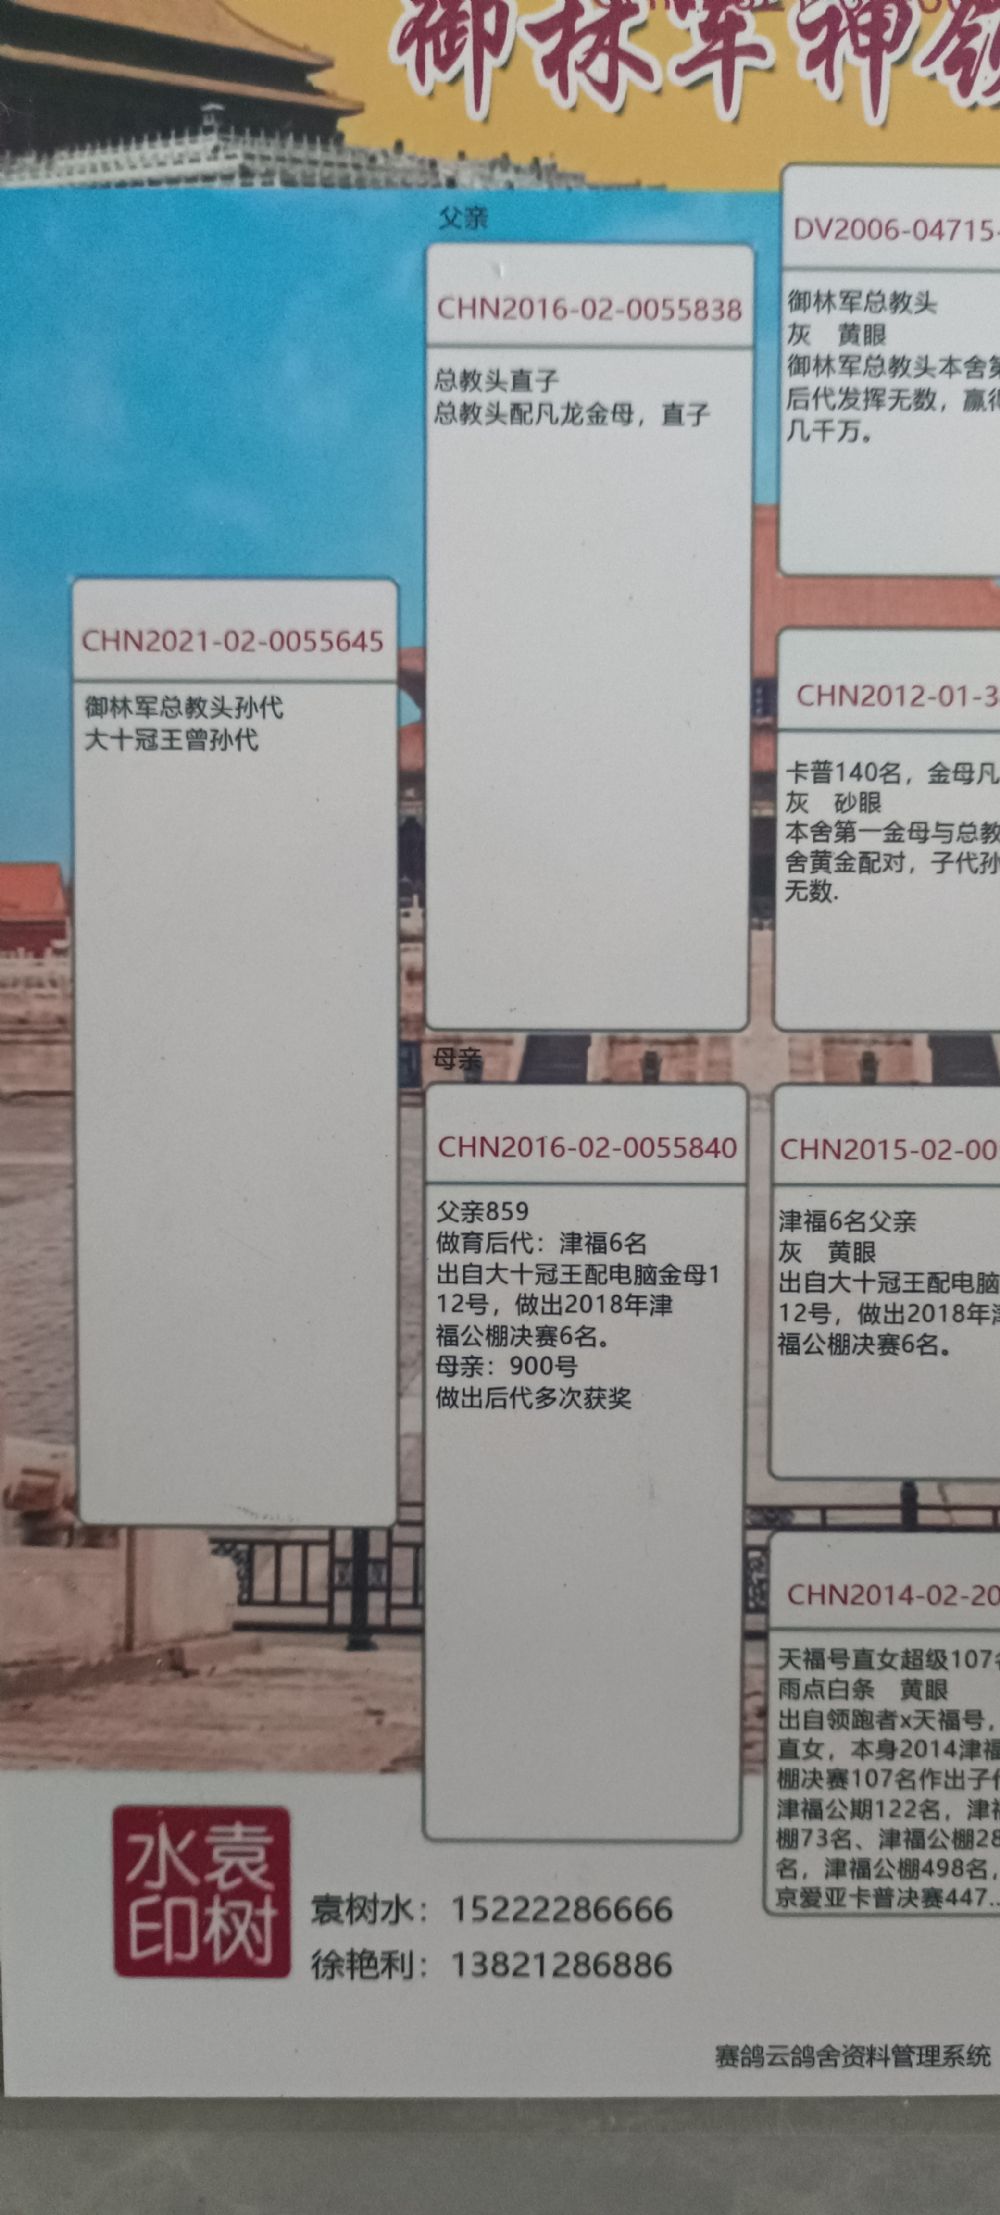 御林军神
父亲
CHN2016-02-0055838
总教头直子
总教头配凡龙金母，直子
DV2006-04715-
御林军总教头
灰 黄眼
御林军总教头本舍
后代发挥无数，赢
几千万。
CHN2021-02-0055645
御林军总教头孙代
大十冠王曾孙代
CHN2012-01-3
卡普140名，金母凡
灰 砂眼
本舍第一金母与总教
舍黄金配对，子代孙
无数.
母亲
CHN2016-02-0055840
父亲859
做育后代：津福6名
出自大十冠王配电脑金母1
12号，做出2018年津
福公棚决赛6名。
母亲：900号
做出后代多次获奖
CHN2015-02-00
津福6名父亲
灰 黄眼
出自大十冠王配电脑
12号，做出2018年
福公棚决赛6名。
CHN2014-02-20
天福号直女超级107
雨点白条 黄眼
出自领跑者x天福号，
直女，本身2014津福
棚决赛107名作出子
津福公期122名，津
棚73名、津福公棚28
名，津福公棚498名，
京爱亚卡普决赛447..
水袁
印树
袁树水：15222286666
徐艳利：13821286886
赛鸽云鸽舍资料管理系统